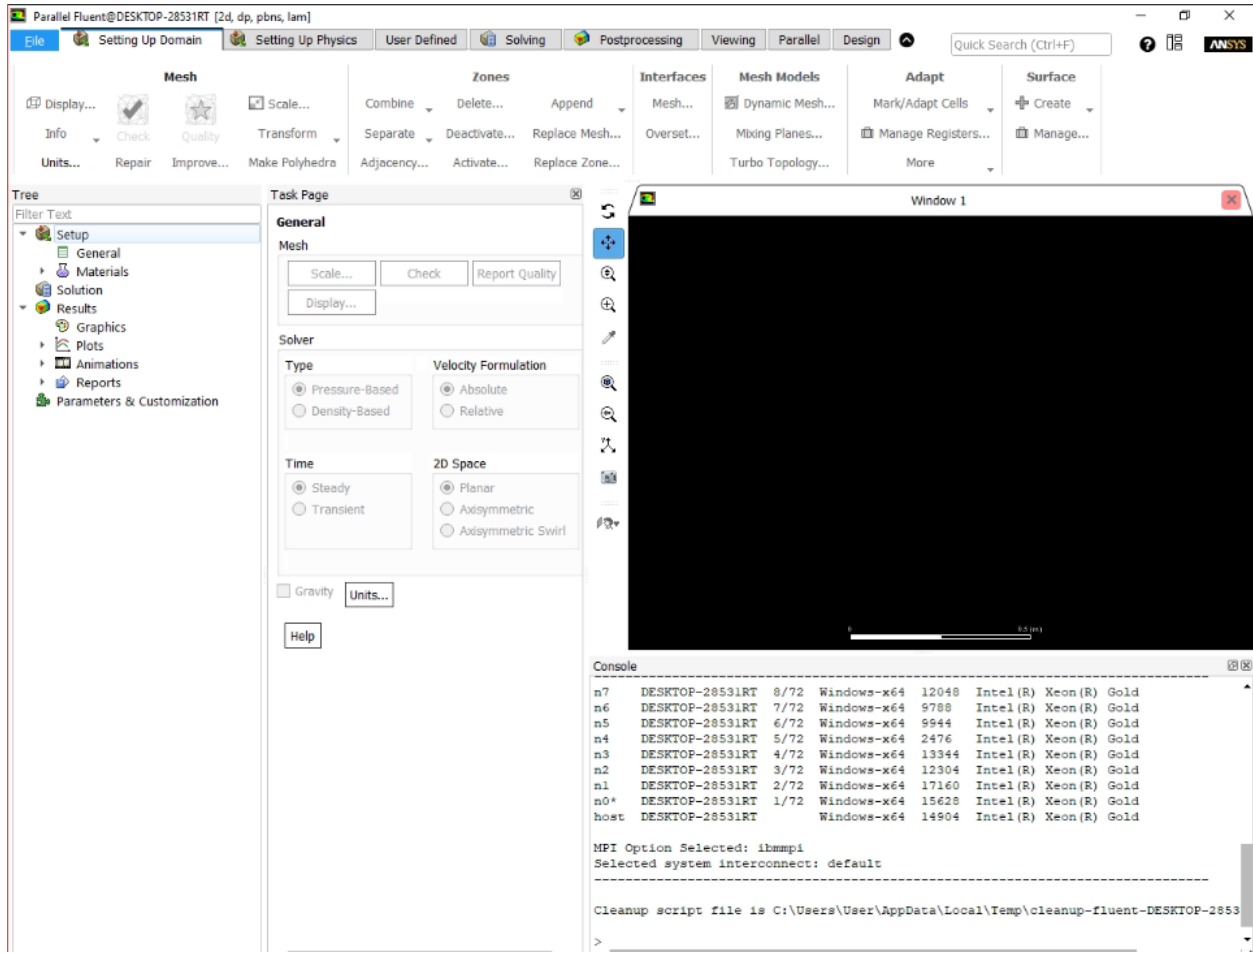 Parallel Fluent@DESKTOP-28531RT [2d, dp, pbns, lam]
File Setting Up Domain Setting Up Physics User Defined Solving Postprocessing Viewing Parallel Design Quick Search (Ctrl+F) ANSYS
Mesh Zones Interfaces Mesh Models Adapt Surface
Display... Scale... Combine Delete... Append Mesh... Dynamic Mesh... Mark/Adapt Cells Create
Info Check Quality Transform Separate Deactivate... Replace Mesh... Overset... Mixing Planes... Manage Registers... Manage...
Units... Repair Improve... Make Polyhedra Adjacency... Activate... Replace Zone... Turbo Topology... More
Tree
Filter Text
Setup
General
Materials
Solution
Results
Graphics
Plots
Animations
Reports
Parameters & Customization
Task Page
General
Mesh
Scale... Check Report Quality
Display...
Solver
Type Velocity Formulation
Pressure-Based Absolute
Density-Based Relative
Time 2D Space
Steady Planar
Transient Axisymmetric
Axisymmetric Swirl
Gravity Units...
Help
Window 1
0 0.5 (m)
Console
n7 DESKTOP-28531RT 8/72 Windows-x64 12048 Intel(R) Xeon(R) Gold
n6 DESKTOP-28531RT 7/72 Windows-x64 9788 Intel(R) Xeon(R) Gold
n5 DESKTOP-28531RT 6/72 Windows-x64 9944 Intel(R) Xeon(R) Gold
n4 DESKTOP-28531RT 5/72 Windows-x64 2476 Intel(R) Xeon(R) Gold
n3 DESKTOP-28531RT 4/72 Windows-x64 13344 Intel(R) Xeon(R) Gold
n2 DESKTOP-28531RT 3/72 Windows-x64 12304 Intel(R) Xeon(R) Gold
n1 DESKTOP-28531RT 2/72 Windows-x64 17160 Intel(R) Xeon(R) Gold
n0* DESKTOP-28531RT 1/72 Windows-x64 15628 Intel(R) Xeon(R) Gold
host DESKTOP-28531RT Windows-x64 14904 Intel(R) Xeon(R) Gold
MPI Option Selected: ibmmpi
Selected system interconnect: default
Cleanup script file is C:\Users\User\AppData\Local\Temp\cleanup-fluent-DESKTOP-2853
>